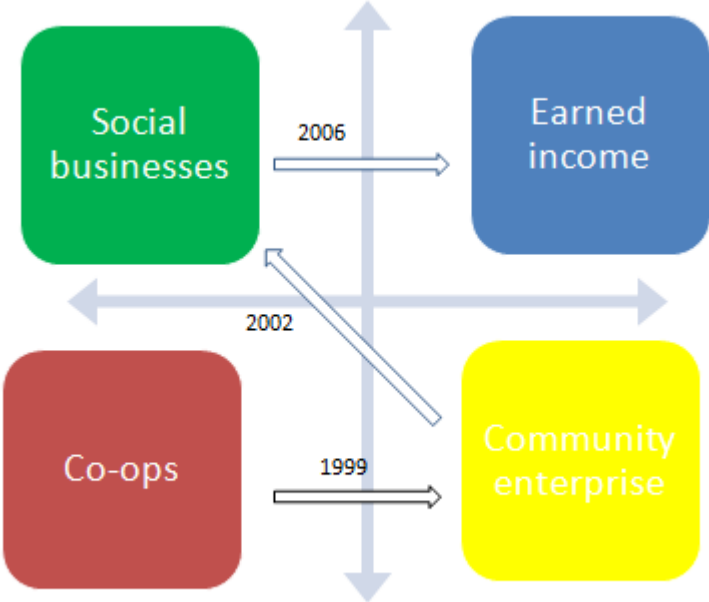 Social
businesses
2006
Earned
income
2002
Co-ops
1999
Community
enterprise